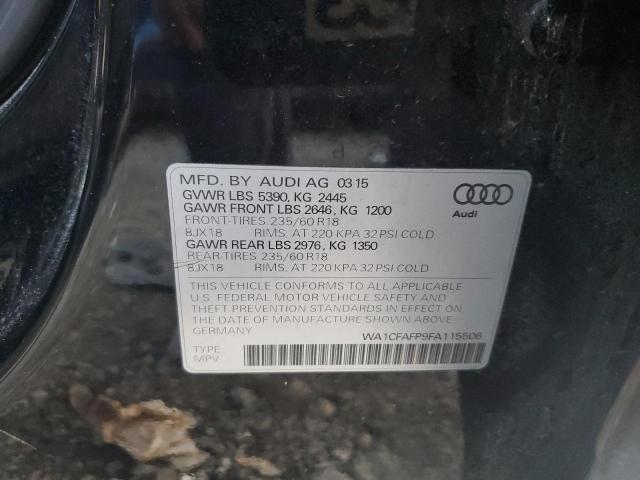 MFD. BY AUDI AG 03 15
GVWR LBS 5390, KG 2445
GAWR FRONT LBS 2646, KG 1200
FRONT-TIRES 235/60 R18
8JX18 RIMS. AT 220 KPA 32 PSI COLD
GAWR REAR LBS 2976, KG 1350
REAR-TIRES 235/60 R18
8JX18 RIMS. AT 220 KPA 32 PSI COLD
Audi
THIS VEHICLE CONFORMS TO ALL APPLICABLE
U.S. FEDERAL MOTOR VEHICLE SAFETY AND
THEFT PREVENTION STANDARDS IN EFFECT ON
THE DATE OF MANUFACTURE SHOWN ABOVE
GERMANY
WA1CFAFP9FA115506
TYPE:
MPV